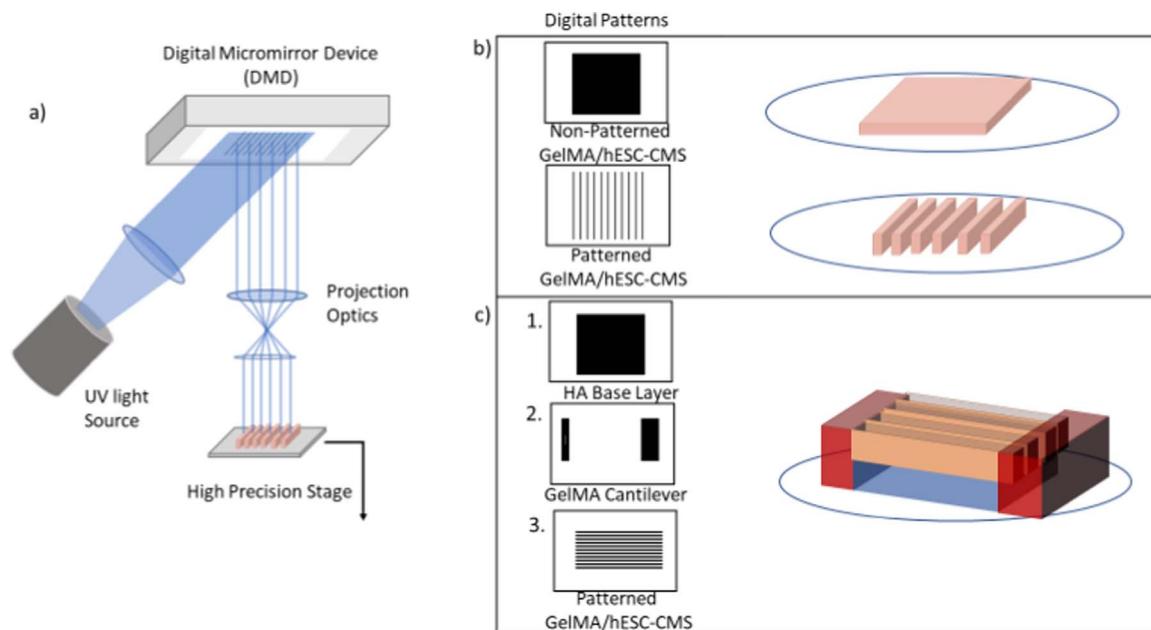 Digital Micromirror Device
(DMD)
a)
Projection
Optics
UV light
Source
High Precision Stage
Digital Patterns
b)
Non-Patterned
GelMA/hESC-CMS
Patterned
GelMA/hESC-CMS
c)
1.
HA Base Layer
2.
GelMA Cantilever
3.
Patterned
GelMA/hESC-CMS